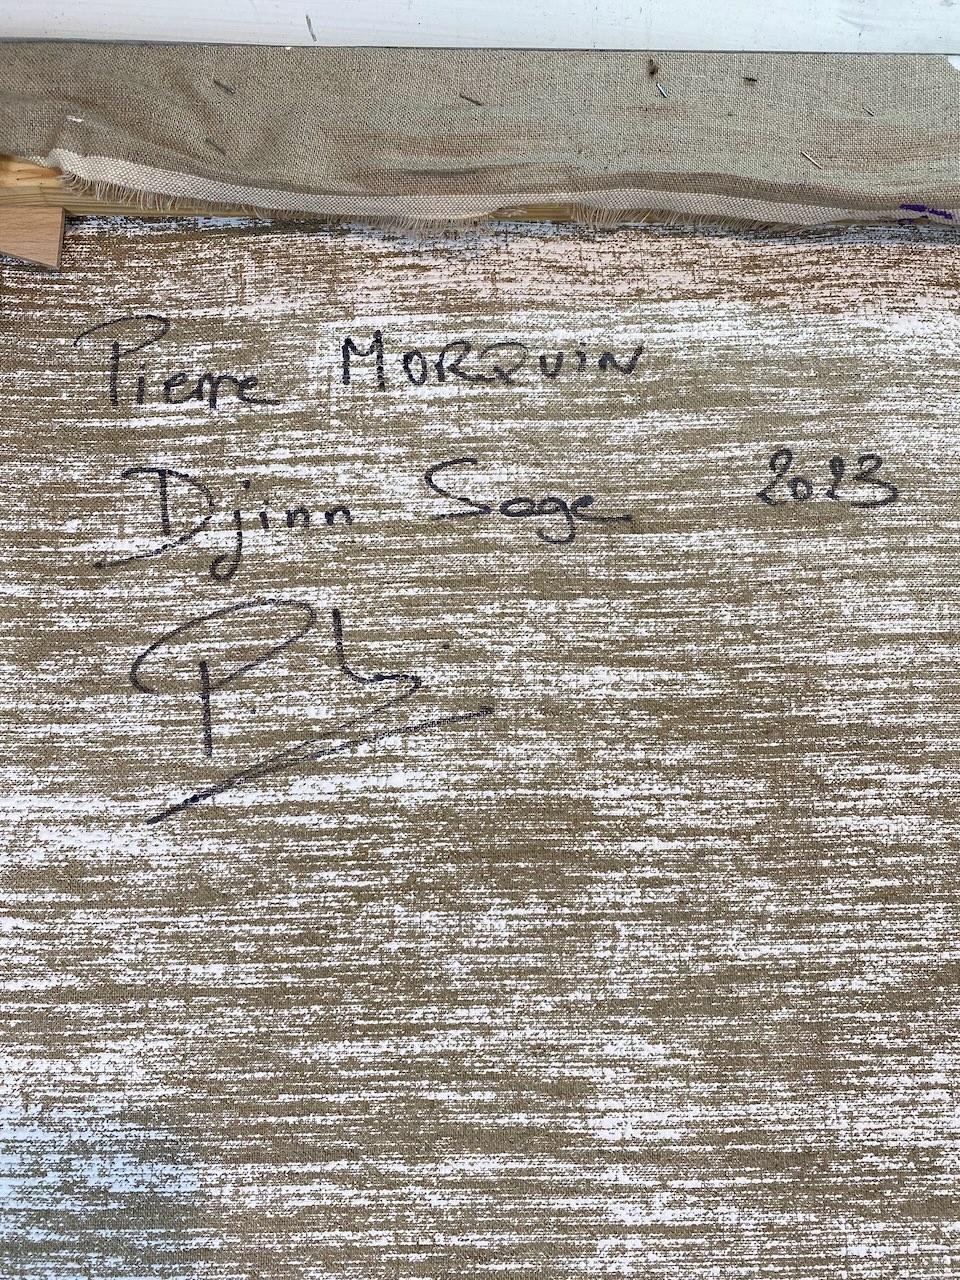 Pierre MORQUIN
Djinn Sage 2023